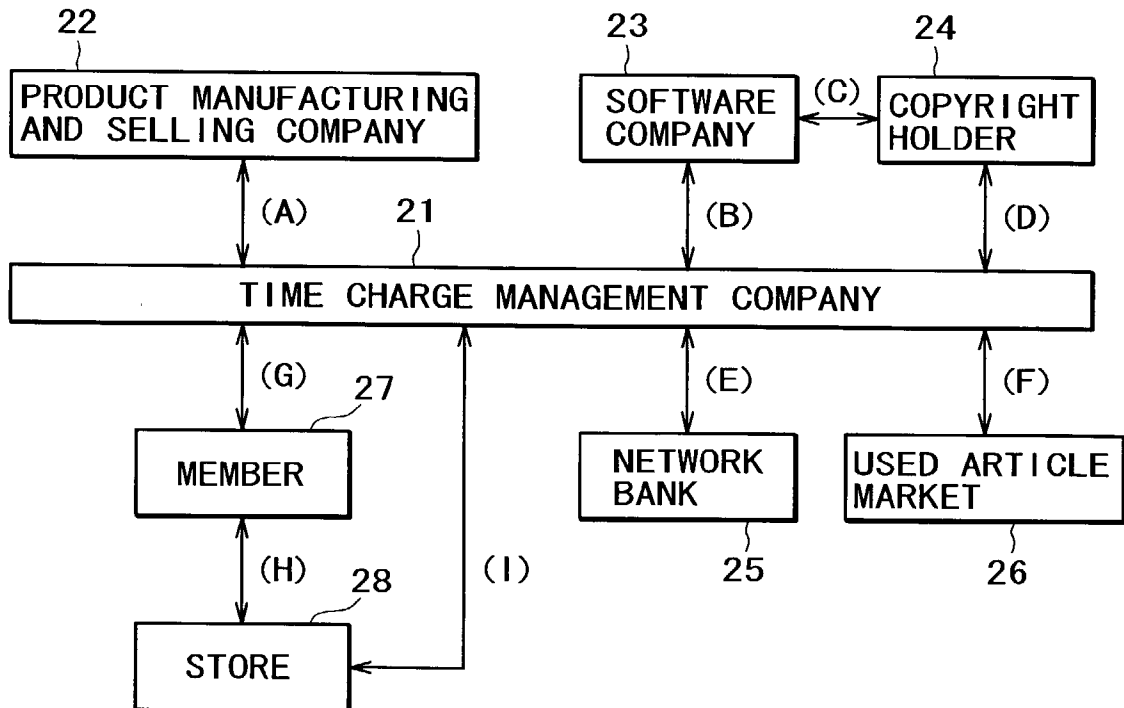 22
23
24
PRODUCT MANUFACTURING
AND SELLING COMPANY
SOFTWARE
COMPANY
(C)
COPYRIGHT
HOLDER
(A)
21
(B)
(D)
TIME CHARGE MANAGEMENT COMPANY
(G)
27
(E)
(F)
MEMBER
NETWORK
BANK
USED ARTICLE
MARKET
(H)
28
(I)
25
26
STORE